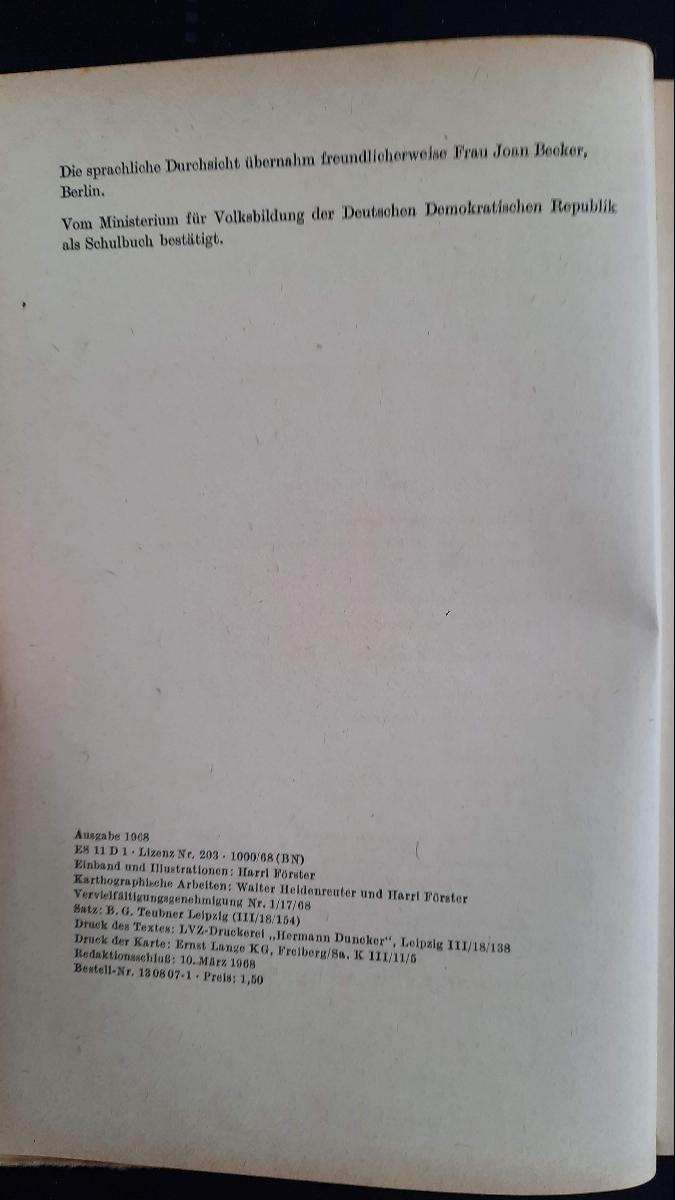 Die sprachliche Durchsicht übernahm freundlicherweise Frau Joan Becker,
Berlin.
Vom Ministerium für Volksbildung der Deutschen Demokratischen Republik
als Schulbuch bestätigt.
Ausgabe 1968
ES 11 D 1 · Lizenz Nr. 203 · 1000/68 (BN)
Einband und Illustrationen: Harri Förster
Karthographische Arbeiten: Walter Heidenreuter und Harri Förster
Vervielfältigungsgenehmigung Nr. 1/17/68
Satz: B. G. Teubner Leipzig (III/18/154)
Druck des Textes: LVZ-Druckerei „Hermann Duncker“, Leipzig III/18/138
Druck der Karte: Ernst Lange KG, Freiberg/Sa. K III/11/5
Redaktionsschluß: 10. März 1968
Bestell-Nr. 13 08 07-1 · Preis: 1,50